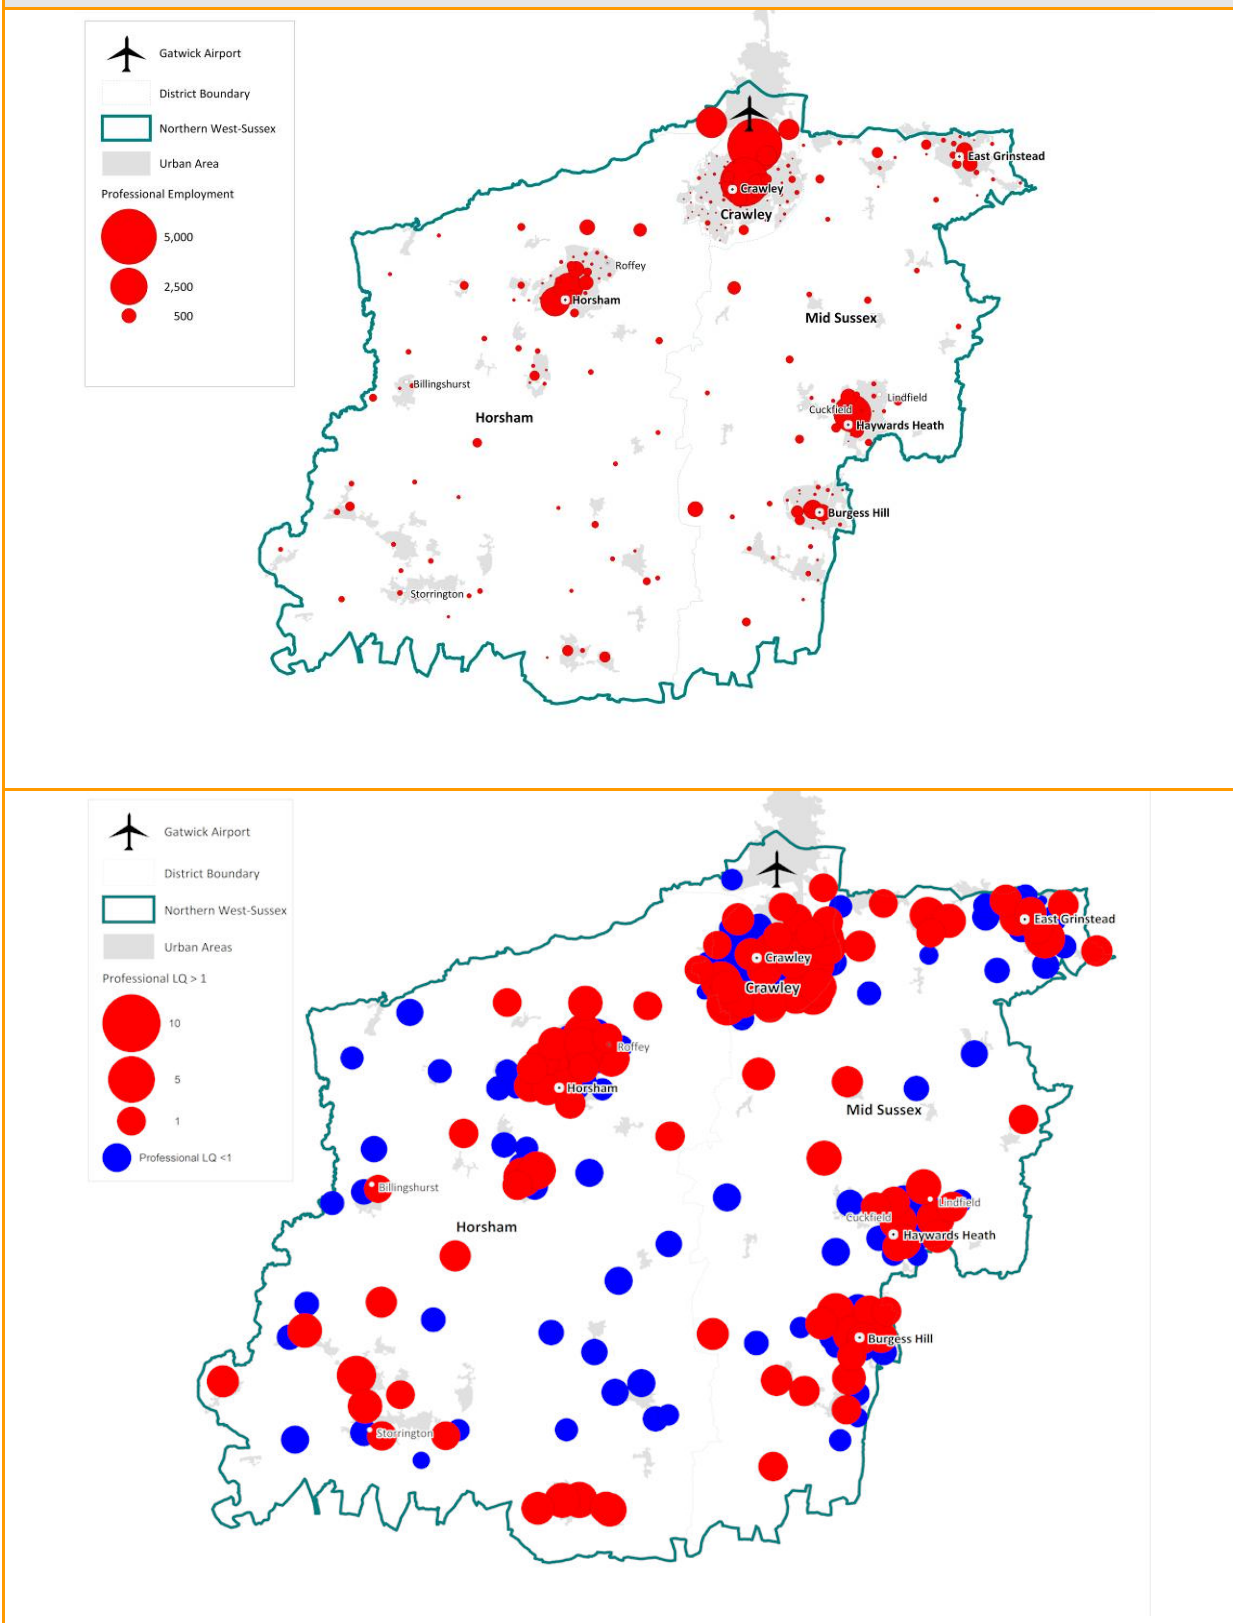 Gatwick Airport
District Boundary
Northern West-Sussex
Urban Area
Professional Employment
5,000
2,500
500
East Grinstead
Crawley
Crawley
Roffey
Horsham
Mid Sussex
Billingshurst
Lindfield
Cuckfield
Horsham
Haywards Heath
Burgess Hill
Storrington
Gatwick Airport
District Boundary
Northern West-Sussex
Urban Areas
Professional LQ > 1
10
5
1
Professional LQ <1
East Grinstead
Crawley
Crawley
Roffey
Horsham
Mid Sussex
Billingshurst
Lindfield
Cuckfield
Horsham
Haywards Heath
Burgess Hill
Storrington